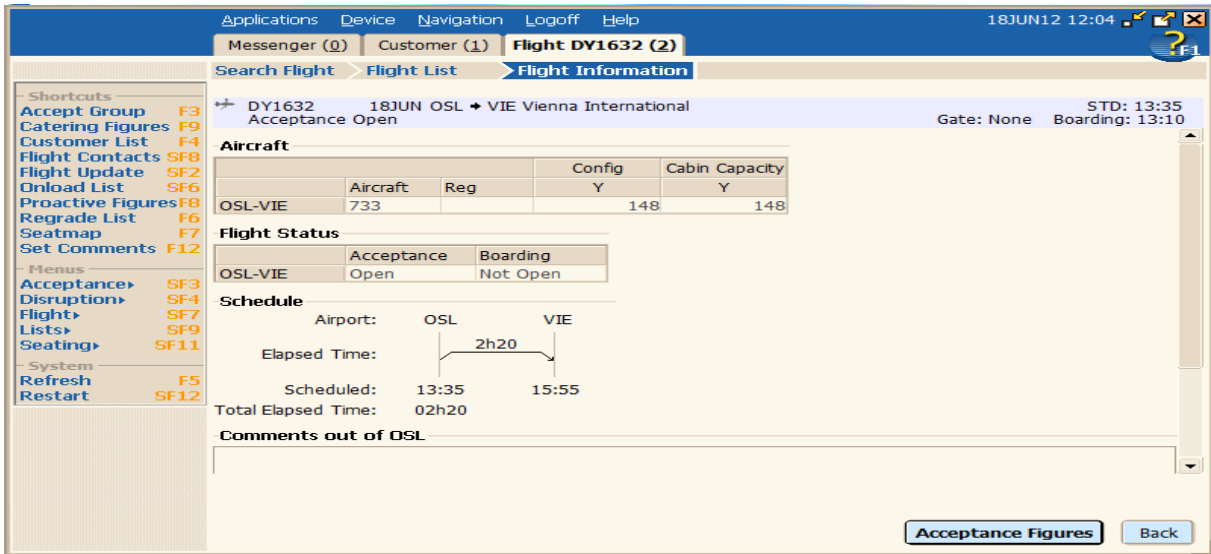 Applications Device Navigation Logoff Help 18JUN12 12:04
Messenger (0) Customer (1) Flight DY1632 (2)
?F1
Search Flight Flight List Flight Information
Shortcuts
Accept Group F3
Catering Figures F9
Customer List F4
Flight Contacts SF8
Flight Update SF2
Onload List SF6
Proactive Figures F8
Regrade List F6
Seatmap F7
Set Comments F12
Menus
Acceptance SF3
Disruption SF4
Flight SF7
Lists SF9
Seating SF11
System
Refresh F5
Restart SF12
DY1632 18JUN OSL → VIE Vienna International STD: 13:35
Acceptance Open Gate: None Boarding: 13:10
Aircraft
Config Cabin Capacity
Aircraft Reg Y Y
OSL-VIE 733 148 148
Flight Status
Acceptance Boarding
OSL-VIE Open Not Open
Schedule
Airport: OSL VIE
Elapsed Time: 2h20
Scheduled: 13:35 15:55
Total Elapsed Time: 02h20
Comments out of OSL
Acceptance Figures Back